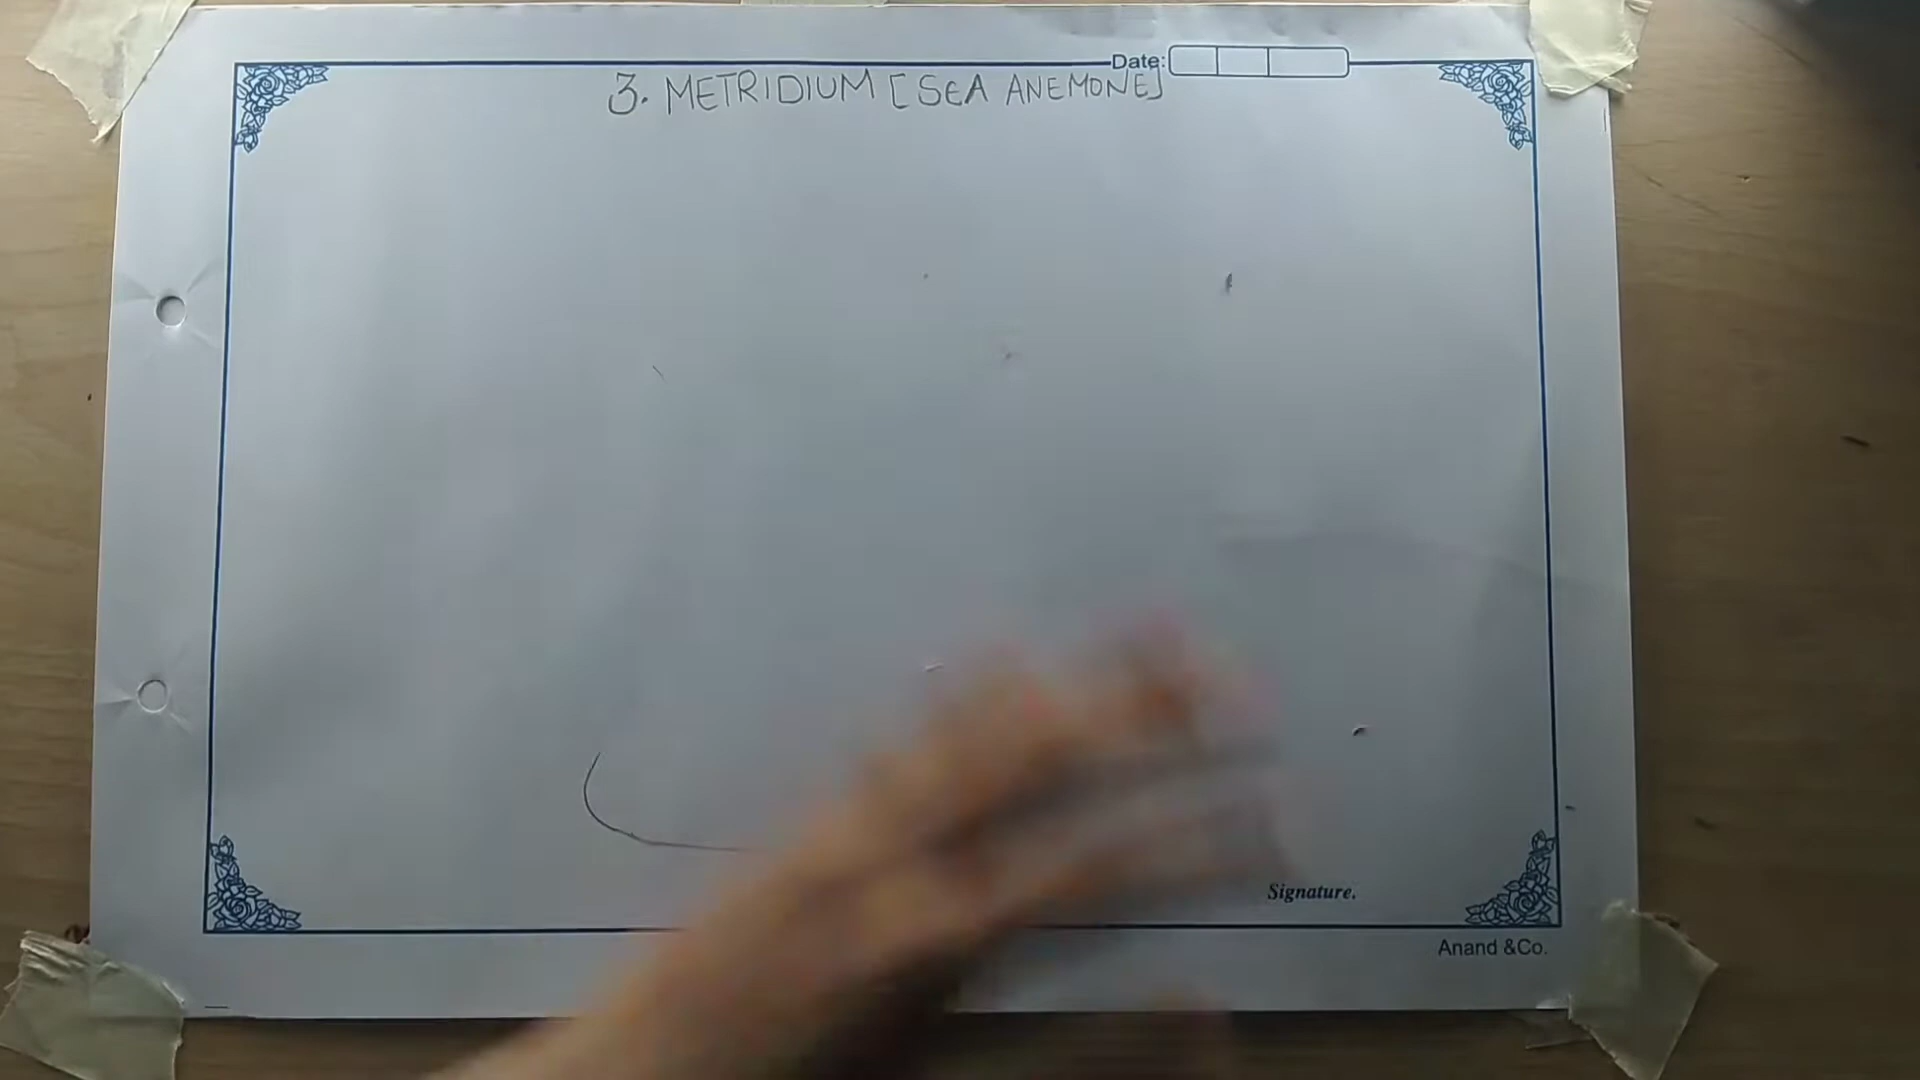 Date:
3. METRIDIUM [SeA ANEMONE]
Signature.
Anand &Co.